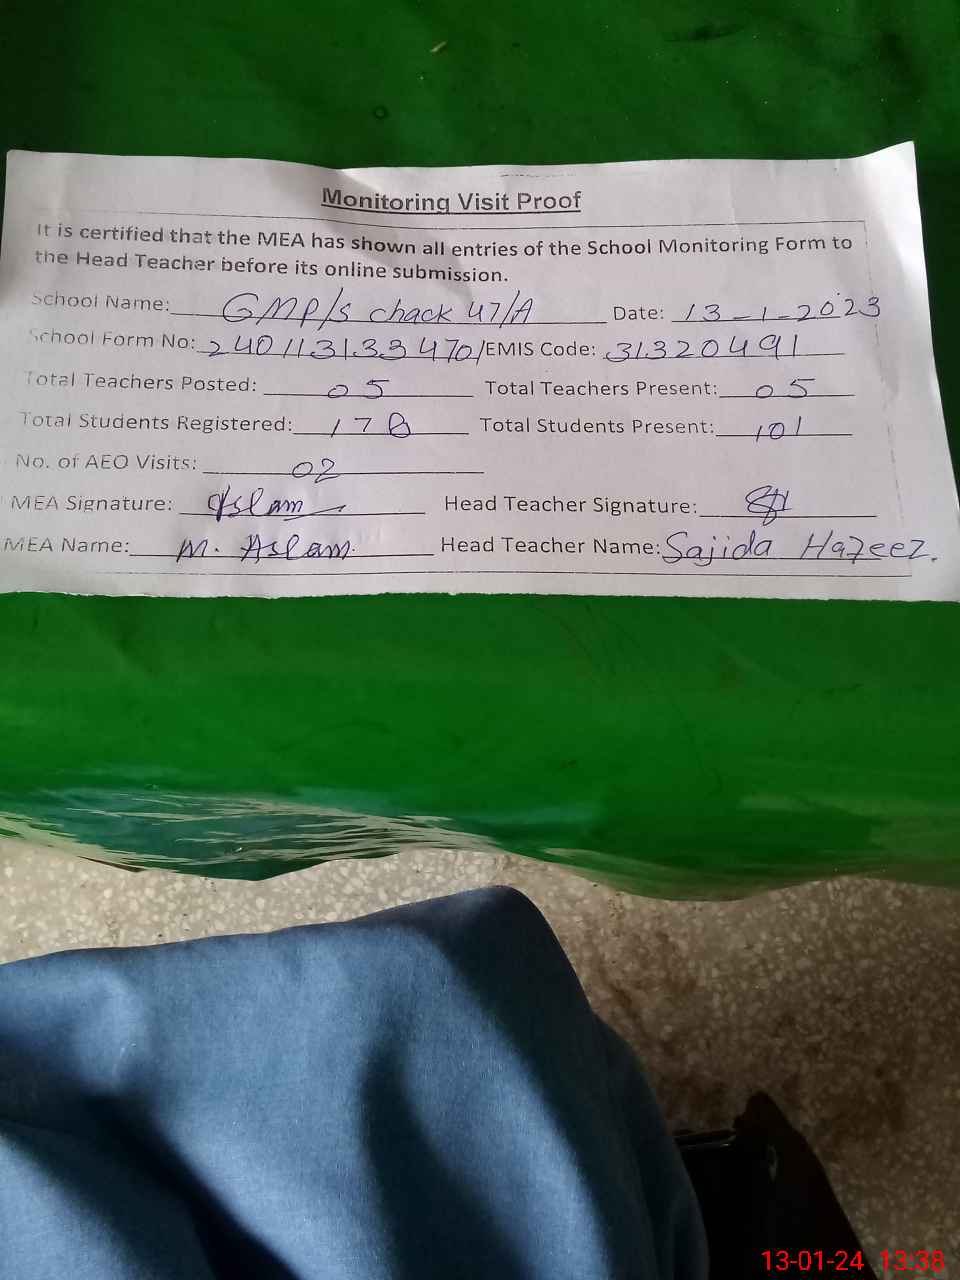 Monitoring Visit Proof
It is certified that the MEA has shown all entries of the School Monitoring Form to
the Head Teacher before its online submission.
School Name: GMP/s chack 47/A Date: 13-1-2023
School Form No: 2401131334701 EMIS Code: 31320491
Total Teachers Posted: 05 Total Teachers Present: 05
Total Students Registered: 178 Total Students Present: 101
No. of AEO Visits: 02
MEA Signature: Aslam Head Teacher Signature:
MEA Name: M. Aslam. Head Teacher Name: Sajida Hafeez.
13-01-24 13:38